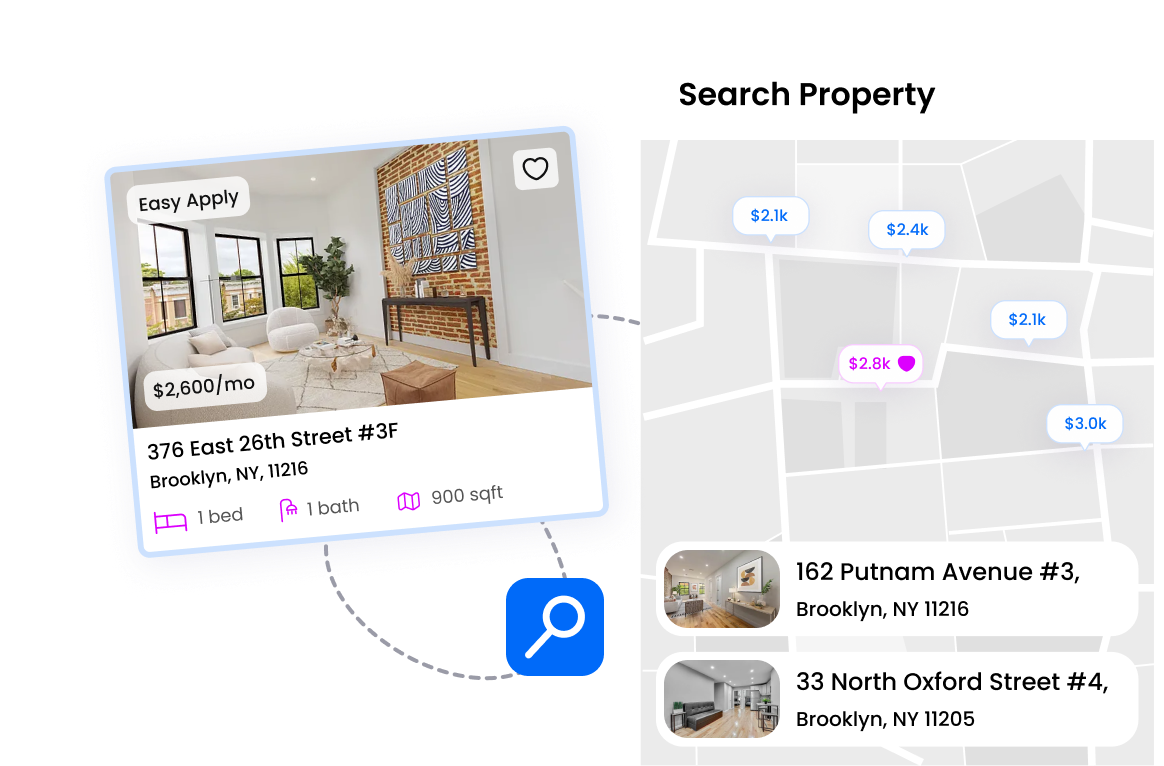 Search Property
Easy Apply
$2,600/mo
376 East 26th Street #3F
Brooklyn, NY, 11216
1 bed
1 bath
900 sqft
$2.1k
$2.4k
$2.1k
$2.8k
$3.0k
162 Putnam Avenue #3,
Brooklyn, NY 11216
33 North Oxford Street #4,
Brooklyn, NY 11205